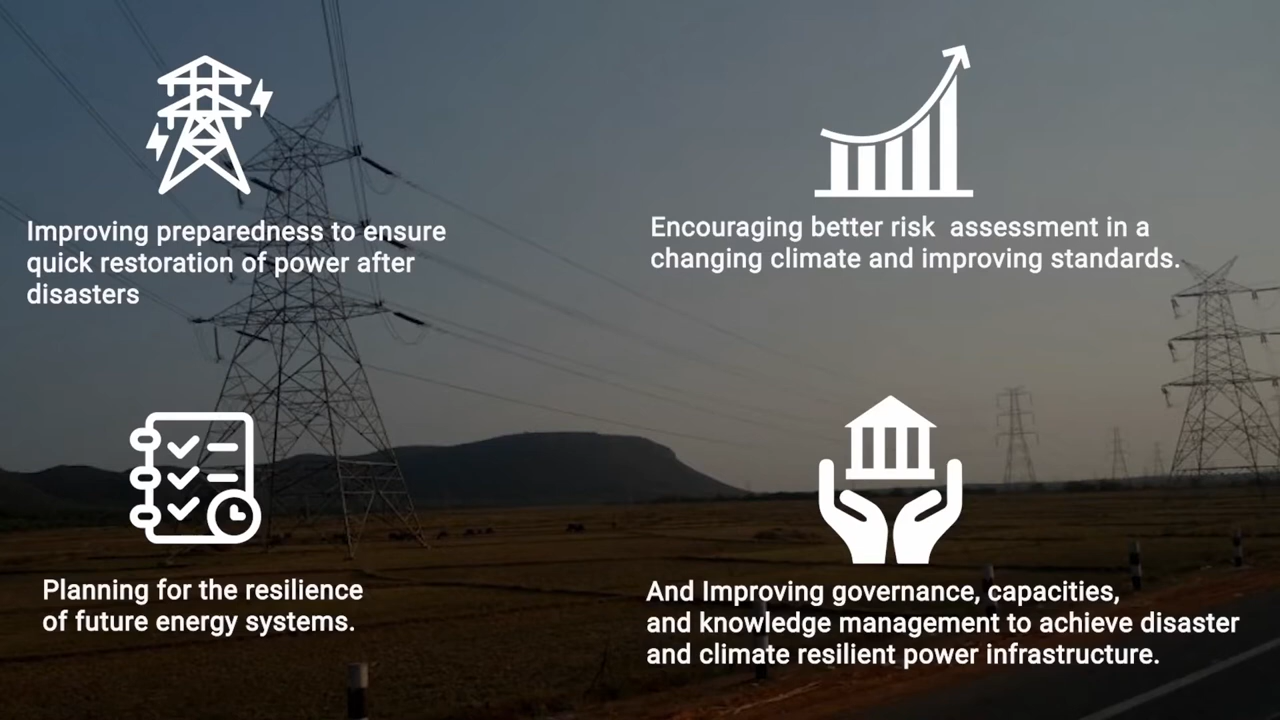 Improving preparedness to ensure
quick restoration of power after
disasters
Encouraging better risk  assessment in a
changing climate and improving standards.
Planning for the resilience
of future energy systems.
And Improving governance, capacities,
and knowledge management to achieve disaster
and climate resilient power infrastructure.